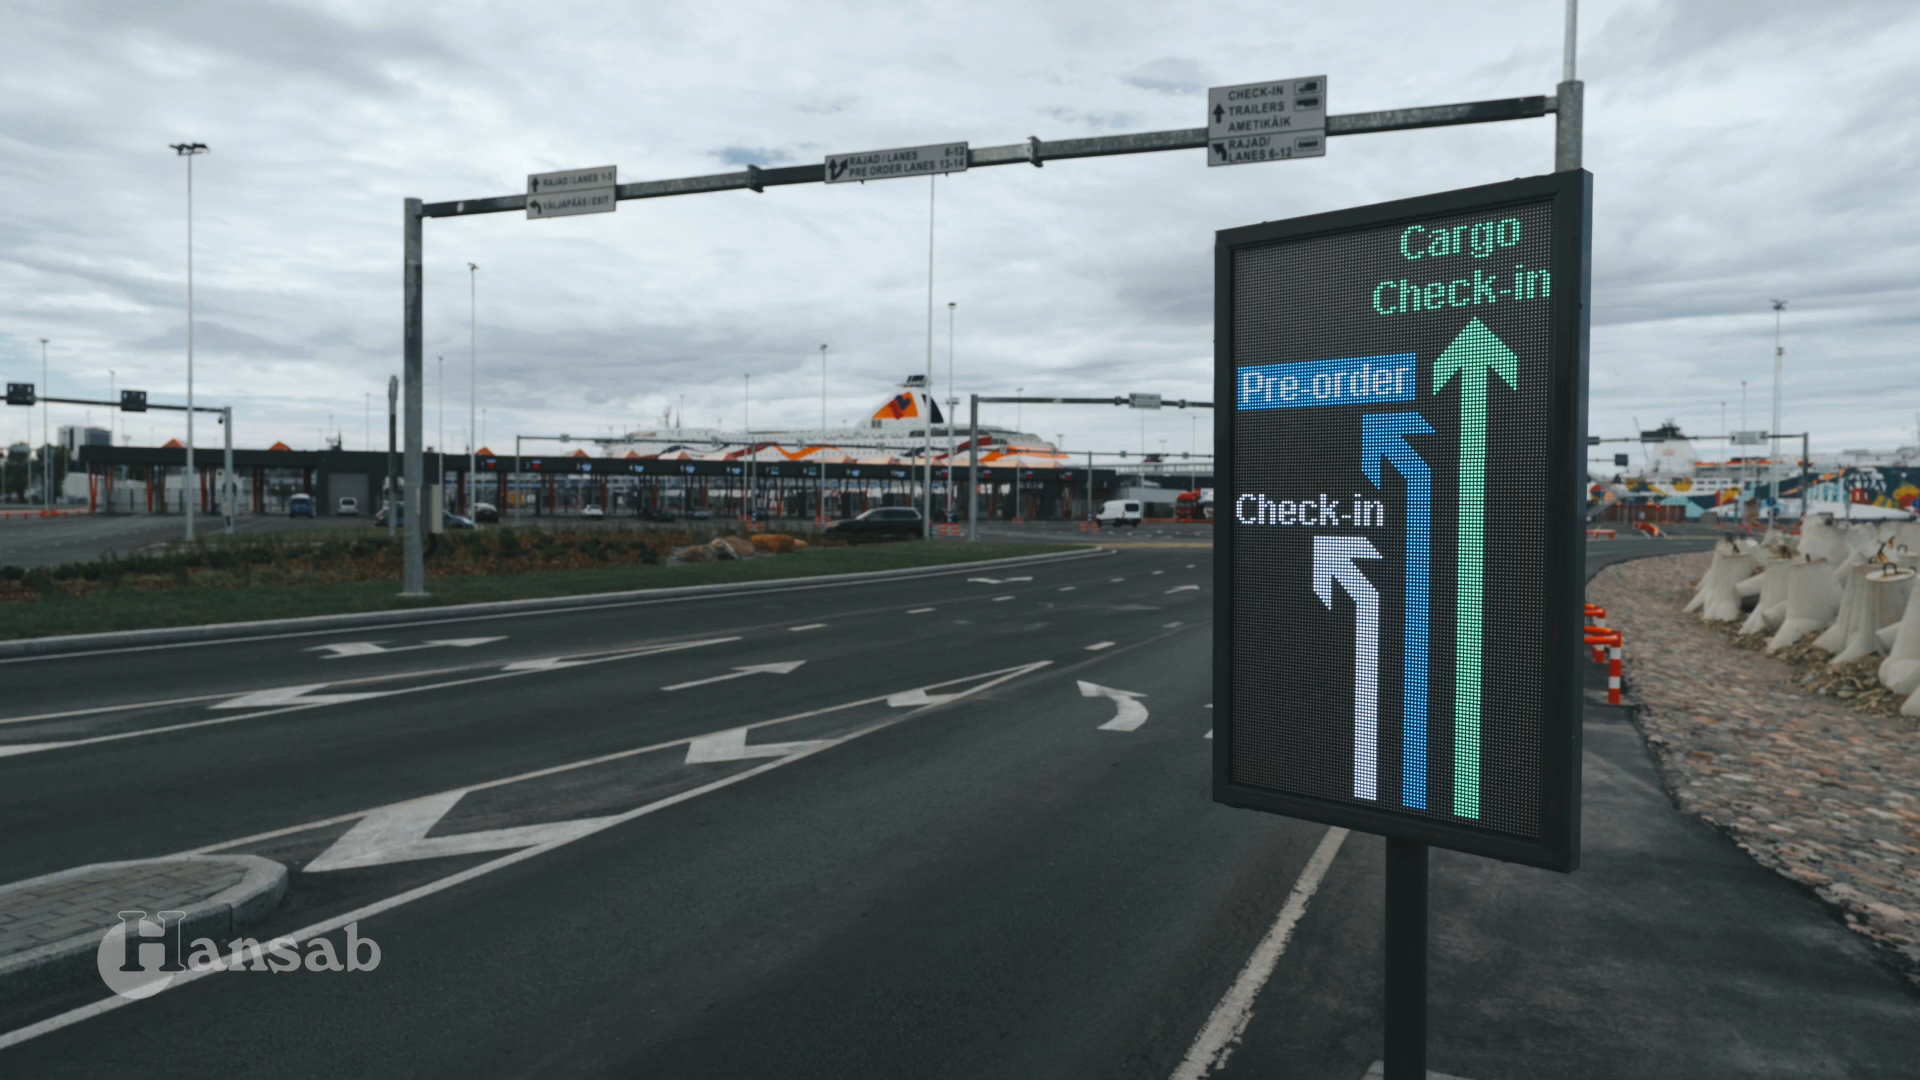 CHECK-IN
TRAILERS
AMETIKÄIK
RAJAD/
LANES 6-12
RAJAD / LANES 6-12
PRE ORDER LANES 13-14
RAJAD / LANES 1-5
VÄLJAPÄÄS / EXIT
Cargo
Check-in
Pre-order
Check-in
Hansab